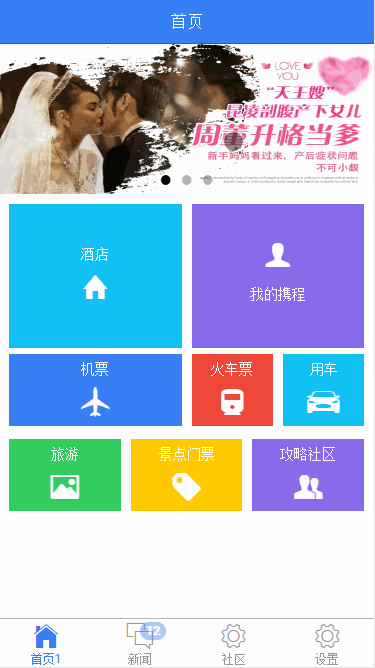 首页
LOVE
YOU
“天王嫂”
昆凌剖腹产下女儿
周董升格当爹
新手妈妈看过来，产后症状问题
不可小觑
酒店
我的携程
机票
火车票
用车
旅游
景点门票
攻略社区
12
首页1
新闻
社区
设置